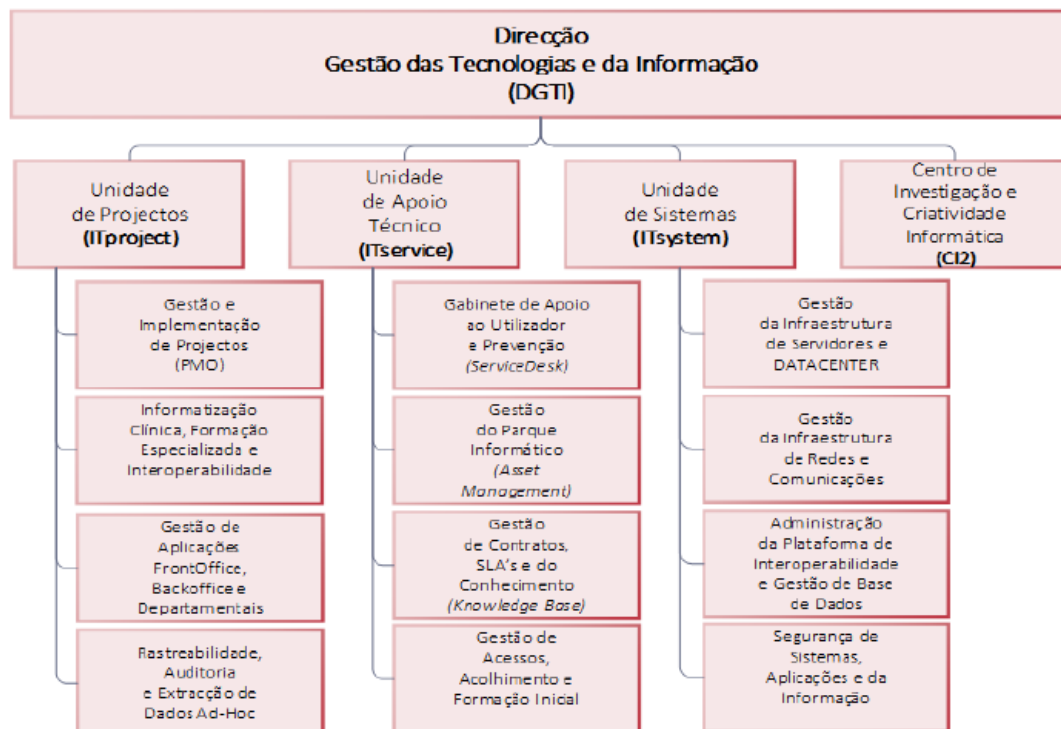 Direcção
Gestão das Tecnologias e da Informação
(DGTI)
Unidade
de Projectos
(ITproject)
Unidade
de Apoio
Técnico
(ITservice)
Unidade
de Sistemas
(ITsystem)
Centro de
Investigação e
Criatividade
Informática
(CI2)
Gestão e
Implementação
de Projectos
(PMO)
Informatização
Clínica, Formação
Especializada e
Interoperabilidade
Gestão de
Aplicações
FrontOffice,
Backoffice e
Departamentais
Rastreabilidade,
Auditoria
e Extracção de
Dados Ad-Hoc
Gabinete de Apoio
ao Utilizador
e Prevenção
(ServiceDesk)
Gestão
do Parque
Informático
(Asset
Management)
Gestão
de Contratos,
SLA's e do
Conhecimento
(Knowledge Base)
Gestão de
Acessos,
Acolhimento e
Formação Inicial
Gestão
da Infraestrutura
de Servidores e
DATACENTER
Gestão
da Infraestrutura
de Redes e
Comunicações
Administração
da Plataforma de
Interoperabilidade
e Gestão de Base
de Dados
Segurança de
Sistemas,
Aplicações e da
Informação